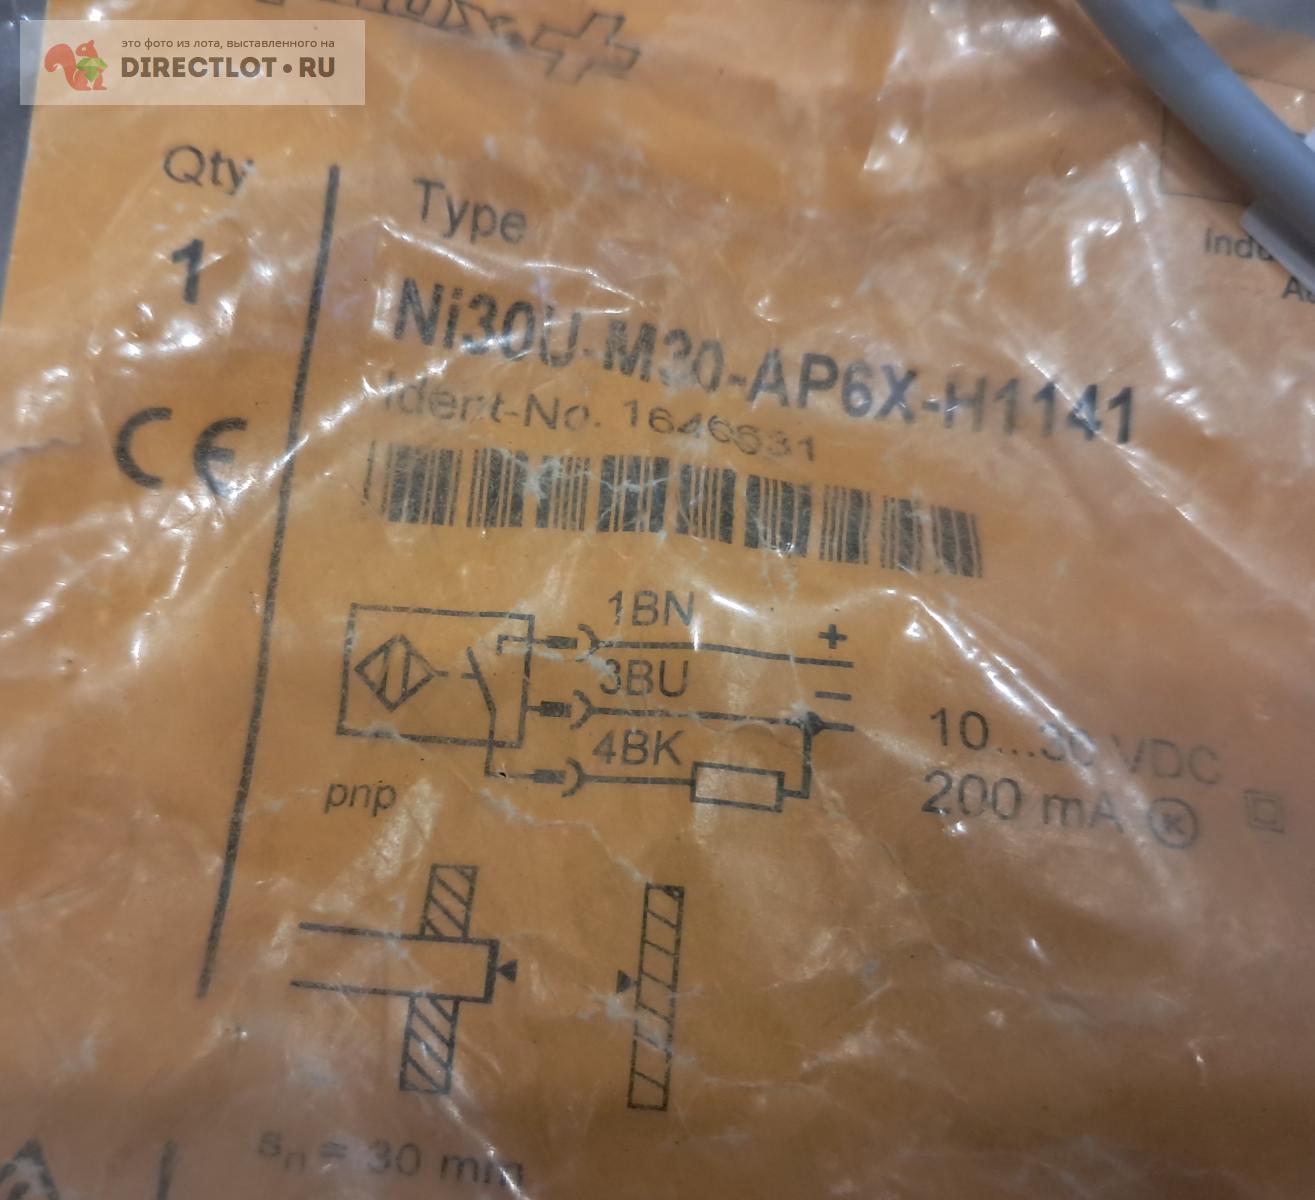 это фото из лота, выставленного на
DIRECTLOT•RU
Qty
1
Type
Ni30U-M30-AP6X-H1141
Ident-No. 1646631
CE
1BN
+
3BU
−
4BK
10...30 VDC
200 mA K
pnp
sn = 30 mm